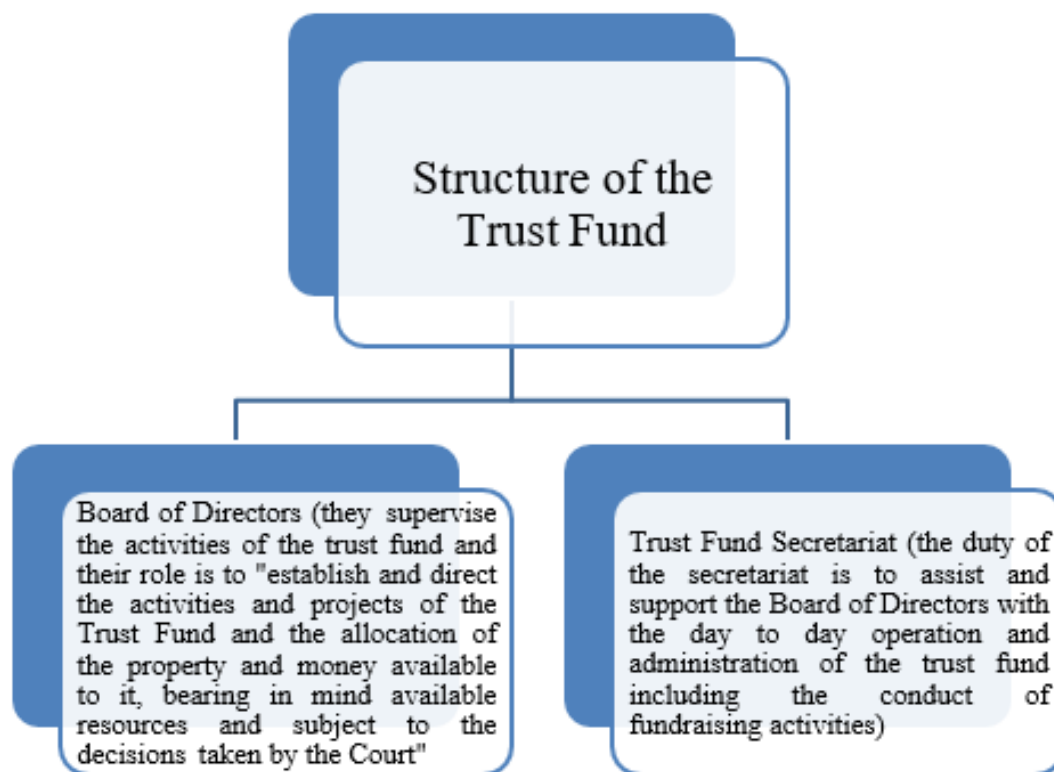 Structure of the
Trust Fund
Board of Directors (they supervise
the activities of the trust fund and
their role is to "establish and direct
the activities and projects of the
Trust Fund and the allocation of
the property and money available
to it, bearing in mind available
resources and subject to the
decisions taken by the Court"
Trust Fund Secretariat (the duty of
the secretariat is to assist and
support the Board of Directors with
the day to day operation and
administration of the trust fund
including the conduct of
fundraising activities)